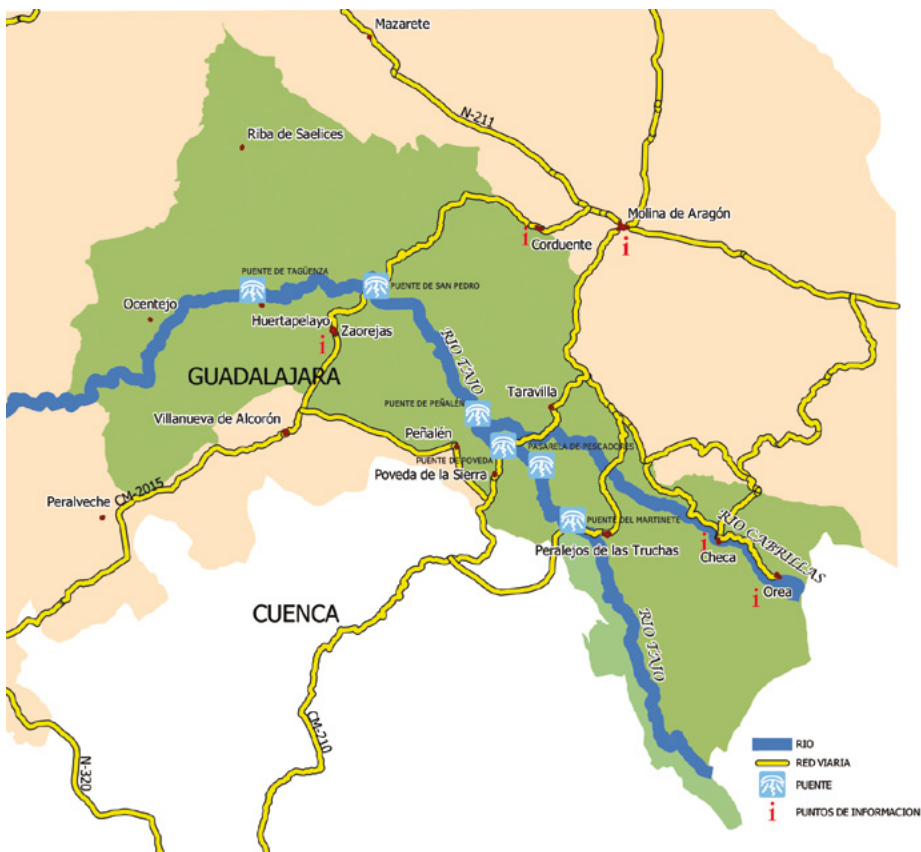 Mazarete
N-211
Riba de Saelices
Molina de Aragón
i
Corduente
i
PUENTE DE TAGÜENZA
PUENTE DE SAN PEDRO
Ocentejo
Huertapelayo
Zaorejas
i
RIO TAJO
GUADALAJARA
Taravilla
PUENTE DE PEÑALÉN
Villanueva de Alcorón
Peñalén
PASARELA DE PESCADORES
PUENTE DE POVEDA
Poveda de la Sierra
CM-2015
Peralveche
PUENTE DEL MARTINETE
RIO CABRILLAS
Peralejos de las Truchas
i
Checa
Orea
i
CUENCA
RIO TAJO
CM-210
N-320
RIO
RED VIARIA
PUENTE
i
PUNTOS DE INFORMACION